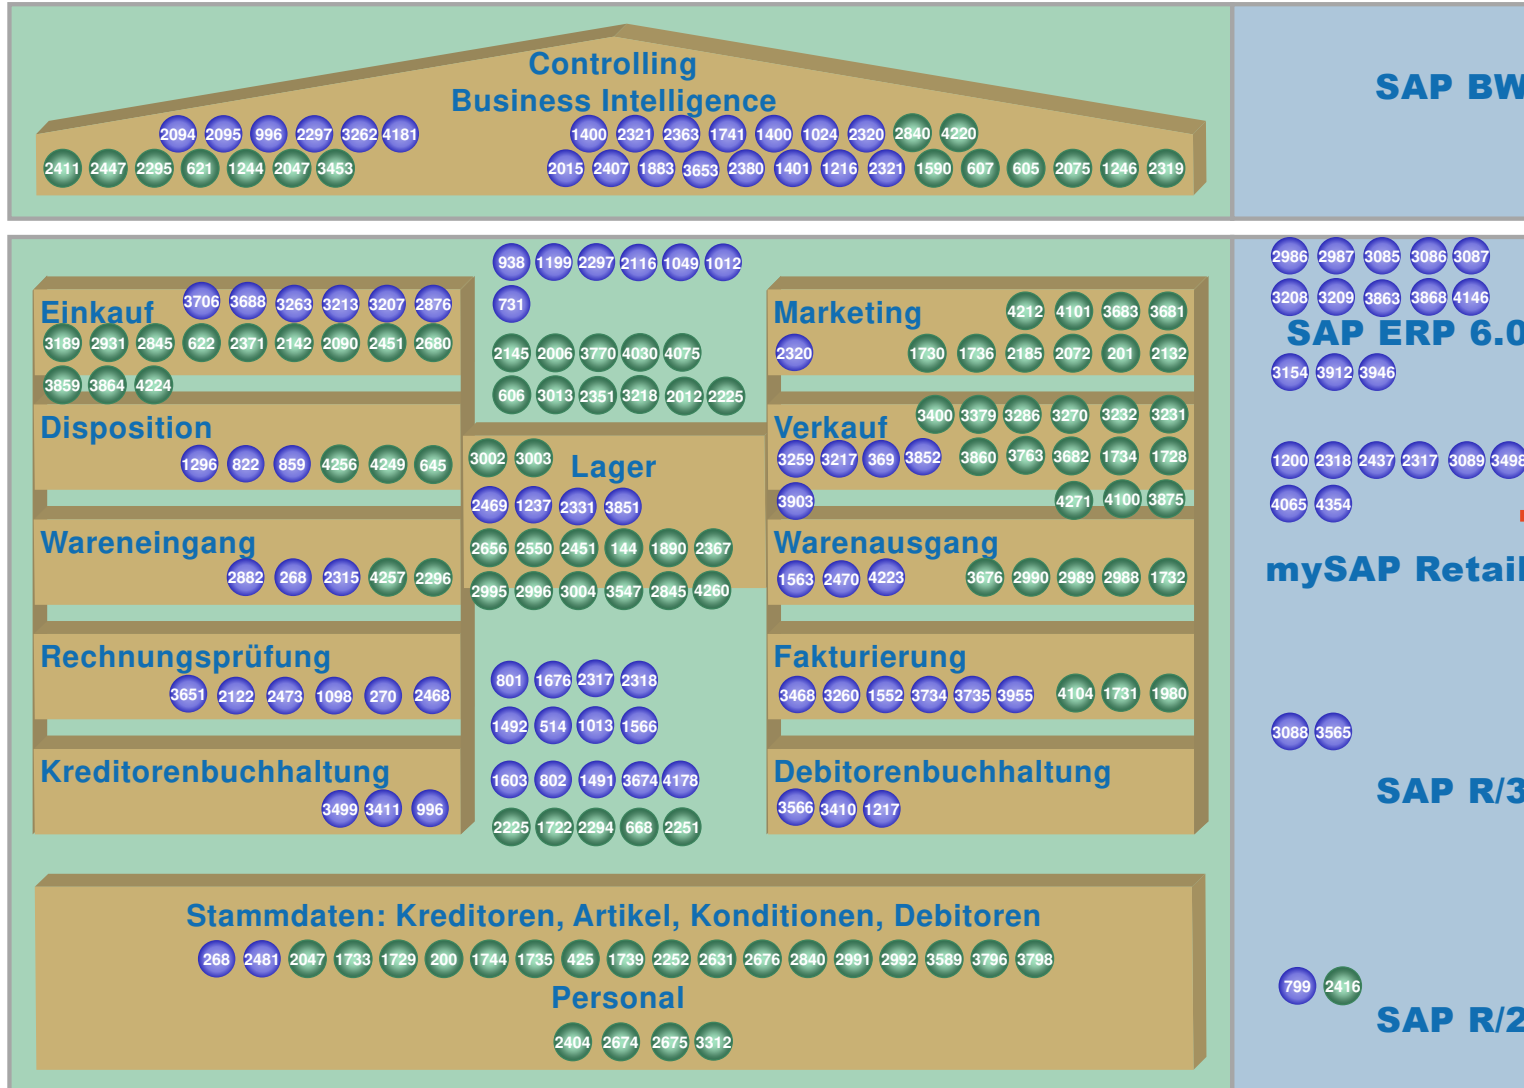 Controlling
Business Intelligence
SAP BW
2094 2095 996 2297 3262 4181 1400 2321 2363 1741 1400 1024 2320 2840 4220
2411 2447 2295 621 1244 2047 3453 2015 2407 1883 3653 2380 1401 1216 2321 1590 607 605 2075 1246 2319
Einkauf 3706 3688 3263 3213 3207 2876
3189 2931 2845 622 2371 2142 2090 2451 2680
3859 3864 4224
Disposition
1296 822 859 4256 4249 645
Wareneingang
2882 268 2315 4257 2296
Rechnungsprüfung
3651 2122 2473 1098 270 2468
Kreditorenbuchhaltung
3499 3411 996
938 1199 2297 2116 1049 1012
731
2145 2006 3770 4030 4075
606 3013 2351 3218 2012 2225
3002 3003 Lager
2469 1237 2331 3851
2656 2550 2451 144 1890 2367
2995 2996 3004 3547 2845 4260
801 1676 2317 2318
1492 514 1013 1566
1603 802 1491 3674 4178
2225 1722 2294 668 2251
Marketing 4212 4101 3683 3681
2320 1730 1736 2185 2072 201 2132
Verkauf 3400 3379 3286 3270 3232 3231
3259 3217 369 3852 3860 3763 3682 1734 1728
3903 4271 4100 3875
Warenausgang
1563 2470 4223 3676 2990 2989 2988 1732
Fakturierung
3468 3260 1552 3734 3735 3955 4104 1731 1980
Debitorenbuchhaltung
3566 3410 1217
2986 2987 3085 3086 3087
3208 3209 3863 3868 4146
SAP ERP 6.0
3154 3912 3946
1200 2318 2437 2317 3089 3498
4065 4354
mySAP Retail
3088 3565
SAP R/3
799 2416
SAP R/2
Stammdaten: Kreditoren, Artikel, Konditionen, Debitoren
268 2481 2047 1733 1729 200 1744 1735 425 1739 2252 2631 2676 2840 2991 2992 3589 3796 3798
Personal
2404 2674 2675 3312